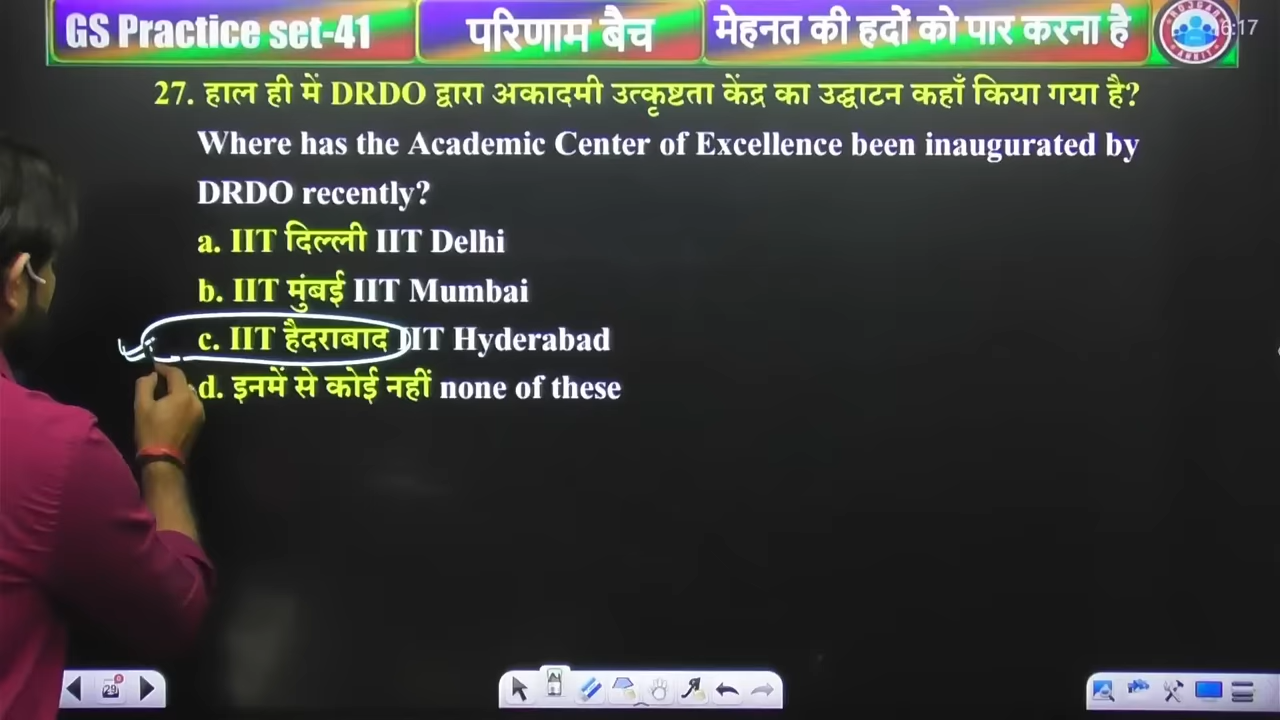 GS Practice set-41
परिणाम बैच
मेहनत की हदों को पार करना है
27. हाल ही में DRDO द्वारा अकादमी उत्कृष्टता केंद्र का उद्घाटन कहाँ किया गया है?
Where has the Academic Center of Excellence been inaugurated by
DRDO recently?
a. IIT दिल्ली IIT Delhi
b. IIT मुंबई IIT Mumbai
c. IIT हैदराबाद IIT Hyderabad
d. इनमें से कोई नहीं none of these
29